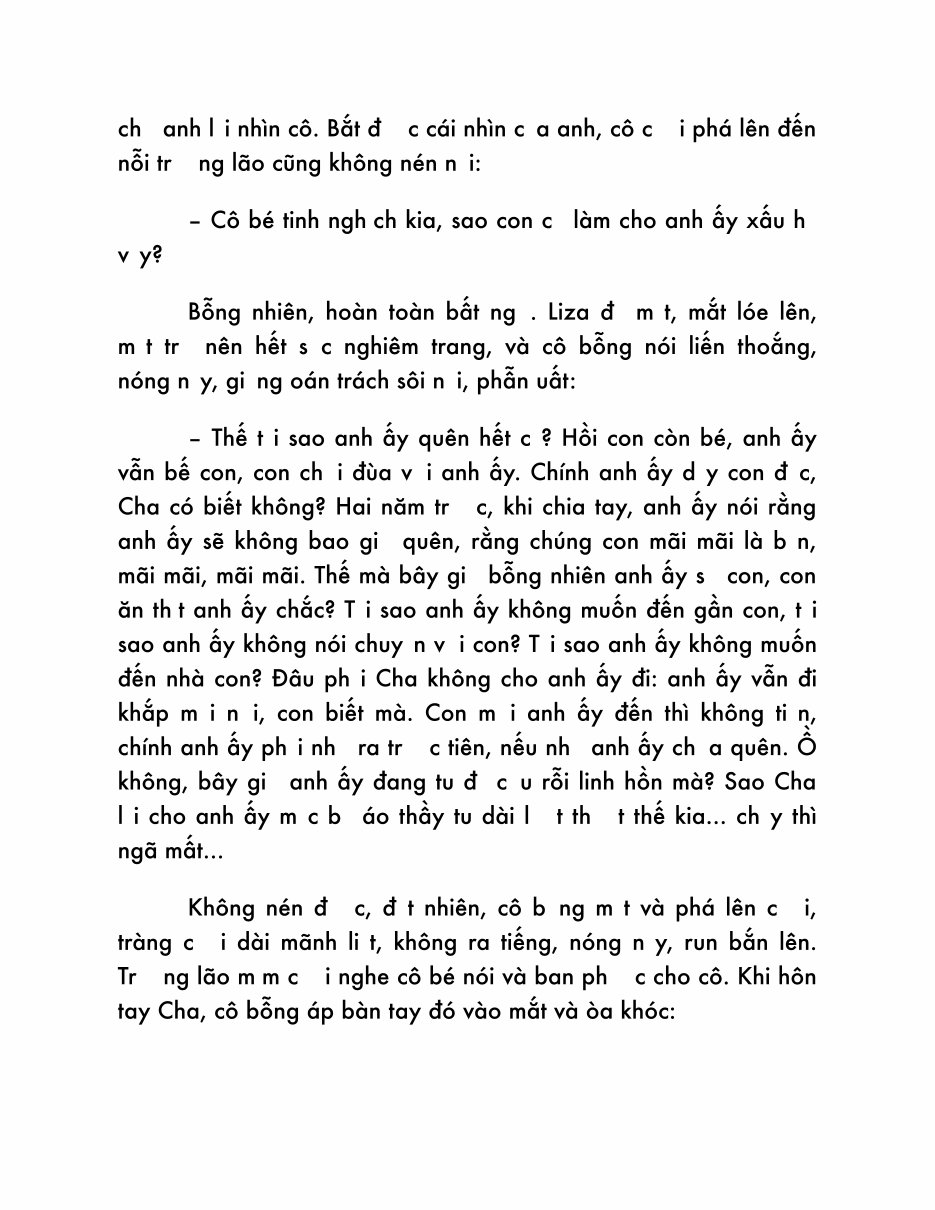 ch anh l i nhìn cô. Bắt đ c cái nhìn c a anh, cô c i phá lên đến
nỗi tr ng lão cũng không nén n i:
– Cô bé tinh ngh ch kia, sao con c làm cho anh ấy xấu h
v y?
Bỗng nhiên, hoàn toàn bất ng . Liza đ m t, mắt lóe lên,
m t tr nên hết s c nghiêm trang, và cô bỗng nói liến thoắng,
nóng n y, gi ng oán trách sôi n i, phẫn uất:
– Thế t i sao anh ấy quên hết c ? Hồi con còn bé, anh ấy
vẫn bế con, con ch i đùa v i anh ấy. Chính anh ấy d y con đ c,
Cha có biết không? Hai năm tr c, khi chia tay, anh ấy nói rằng
anh ấy sẽ không bao gi quên, rằng chúng con mãi mãi là b n,
mãi mãi, mãi mãi. Thế mà bây gi bỗng nhiên anh ấy s con, con
ăn th t anh ấy chắc? T i sao anh ấy không muốn đến gần con, t i
sao anh ấy không nói chuy n v i con? T i sao anh ấy không muốn
đến nhà con? Đâu ph i Cha không cho anh ấy đi: anh ấy vẫn đi
khắp m i n i, con biết mà. Con m i anh ấy đến thì không ti n,
chính anh ấy ph i nh ra tr c tiên, nếu nh anh ấy ch a quên. Ồ
không, bây gi anh ấy đang tu đ c u rỗi linh hồn mà? Sao Cha
l i cho anh ấy m c b áo thầy tu dài l t th t thế kia... ch y thì
ngã mất...
Không nén đ c, đ t nhiên, cô b ng m t và phá lên c i,
tràng c i dài mãnh li t, không ra tiếng, nóng n y, run bắn lên.
Tr ng lão m m c i nghe cô bé nói và ban ph c cho cô. Khi hôn
tay Cha, cô bỗng áp bàn tay đó vào mắt và òa khóc: